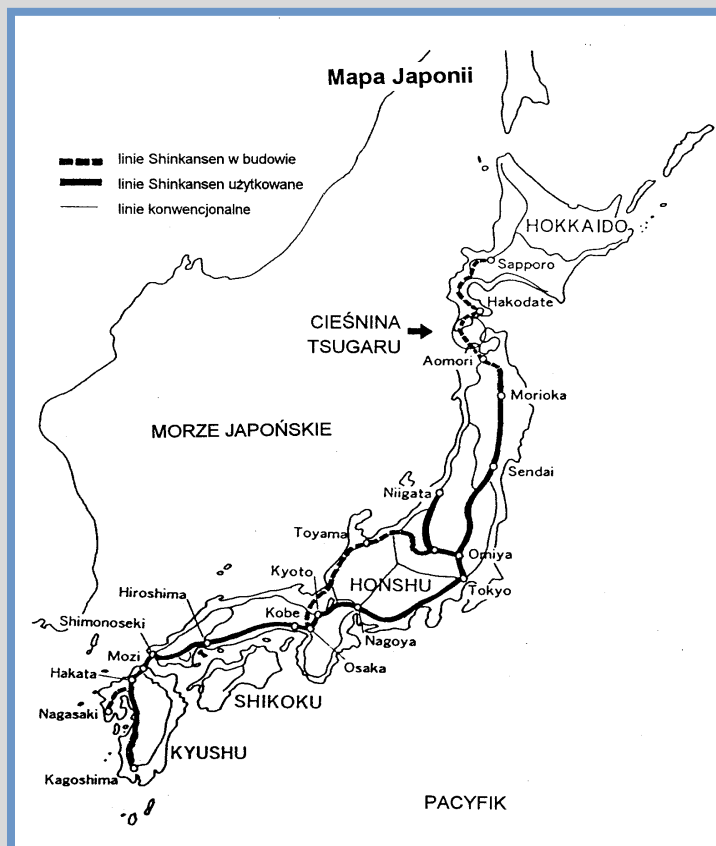 Mapa Japonii
linie Shinkansen w budowie
linie Shinkansen użytkowane
linie konwencjonalne
HOKKAIDO
Sapporo
Hakodate
CIEŚNINA
TSUGARU
Aomori
Morioka
MORZE JAPOŃSKIE
Sendai
Niigata
Toyama
Omiya
Kyoto
HONSHU
Tokyo
Hiroshima
Kobe
Shimonoseki
Nagoya
Mozi
Osaka
Hakata
SHIKOKU
Nagasaki
KYUSHU
Kagoshima
PACYFIK